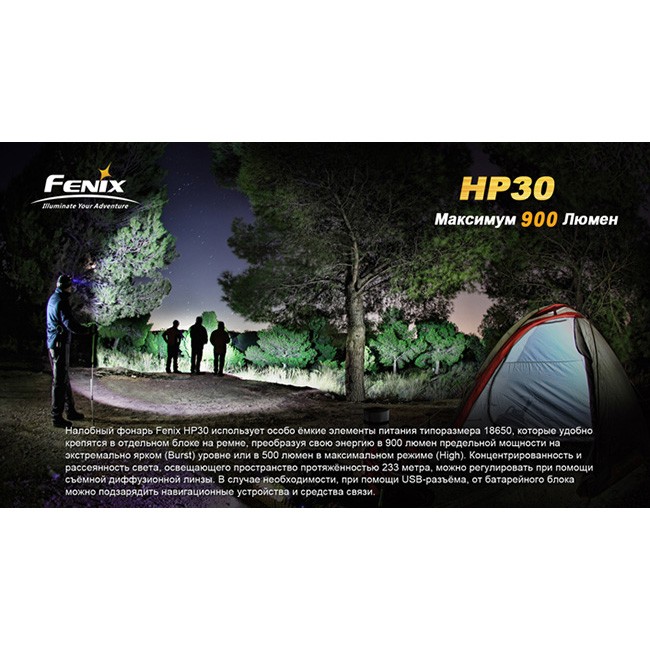 FENIX
Illuminate Your Adventure
HP30
Максимум 900 Люмен
Налобный фонарь Fenix HP30 использует особо ёмкие элементы питания типоразмера 18650, которые удобно
крепятся в отдельном блоке на ремне, преобразуя свою энергию в 900 люмен предельной мощности на
экстремально ярком (Burst) уровне или в 500 люмен в максимальном режиме (High). Концентрированность и
рассеянность света, освещающего пространство протяжённостью 233 метра, можно регулировать при помощи
съёмной диффузионной линзы. В случае необходимости, при помощи USB-разъёма, от батарейного блока
можно подзарядить навигационные устройства и средства связи.